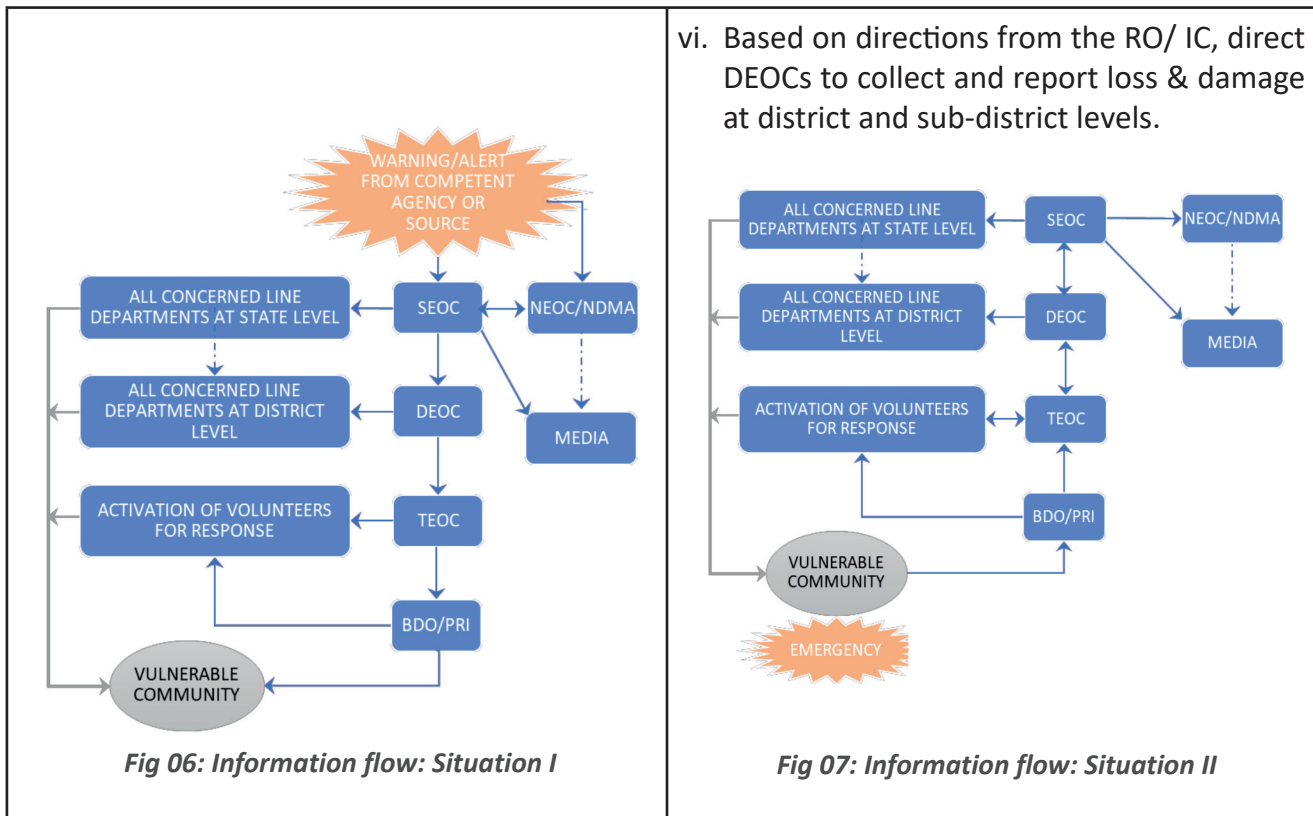 WARNING/ALERT
FROM COMPETENT
AGENCY OR
SOURCE
ALL CONCERNED LINE
DEPARTMENTS AT STATE LEVEL
SEOC
NEOC/NDMA
ALL CONCERNED LINE
DEPARTMENTS AT DISTRICT
LEVEL
DEOC
MEDIA
ACTIVATION OF VOLUNTEERS
FOR RESPONSE
TEOC
BDO/PRI
VULNERABLE
COMMUNITY
Fig 06: Information flow: Situation I
vi. Based on directions from the RO/ IC, direct
DEOCs to collect and report loss & damage
at district and sub-district levels.
ALL CONCERNED LINE
DEPARTMENTS AT STATE LEVEL
SEOC
NEOC/NDMA
ALL CONCERNED LINE
DEPARTMENTS AT DISTRICT
LEVEL
DEOC
MEDIA
ACTIVATION OF VOLUNTEERS
FOR RESPONSE
TEOC
BDO/PRI
VULNERABLE
COMMUNITY
EMERGENCY
Fig 07: Information flow: Situation II